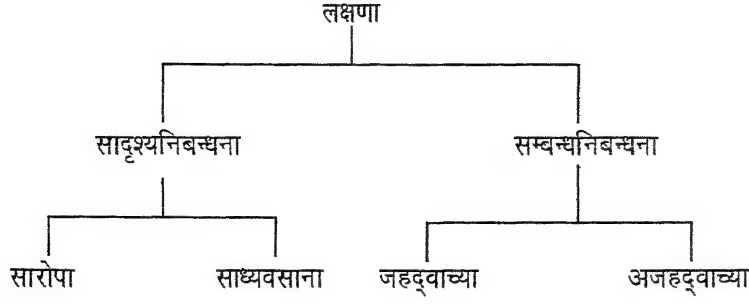 लक्षणा
सादृश्यनिबन्धना सम्बन्धनिबन्धना
सारोपा साध्यवसाना जहद्वाच्या अजहद्वाच्या